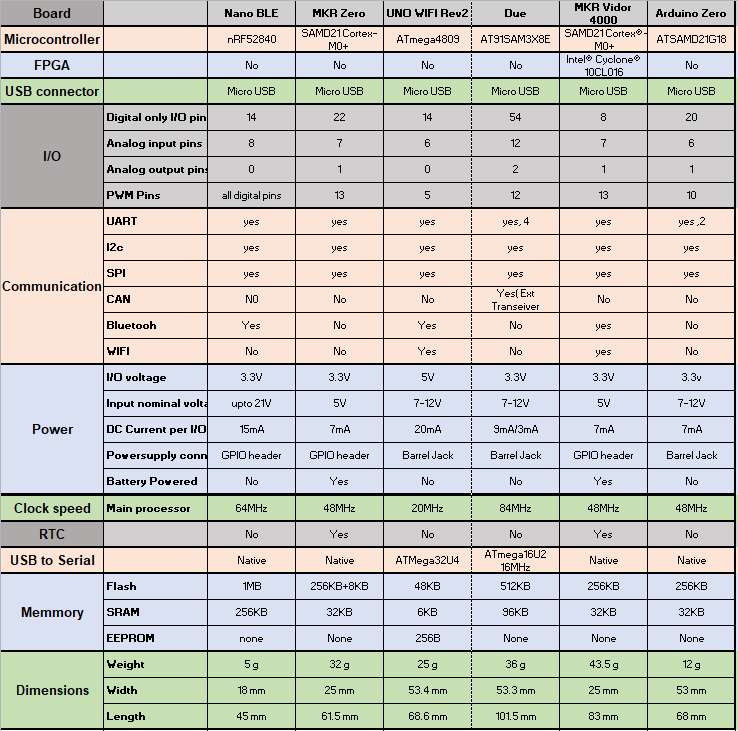 Board Nano BLE MKR Zero UNO WIFI Rev2 Due MKR Vidor 4000 Arduino Zero
Microcontroller nRF52840 SAMD21 Cortex-M0+ ATmega4809 AT91SAM3X8E SAMD21 Cortex®-M0+ ATSAMD21G18
FPGA No No No No Intel® Cyclone® 10CL016 No
USB connector Micro USB Micro USB Micro USB Micro USB Micro USB Micro USB
I/O
Digital only I/O pin 14 22 14 54 8 20
Analog input pins 8 7 6 12 7 6
Analog output pins 0 1 0 2 1 1
PWM Pins all digital pins 13 5 12 13 10
Communication
UART yes yes yes yes, 4 yes yes ,2
I2c yes yes yes yes yes yes
SPI yes yes yes yes yes yes
CAN NO No No Yes( Ext Transeiver No No
Bluetooh Yes No Yes No yes No
WIFI No No Yes No yes No
Power
I/O voltage 3.3V 3.3V 5V 3.3V 3.3V 3.3v
Input nominal volta upto 21V 5V 7-12V 7-12V 5V 7-12V
DC Current per I/O 15mA 7mA 20mA 9mA/3mA 7mA 7mA
Powersupply conn GPIO header GPIO header Barrel Jack Barrel Jack GPIO header Barrel Jack
Battery Powered No Yes No No Yes No
Clock speed Main processor 64MHz 48MHz 20MHz 84MHz 48MHz 48MHz
RTC No Yes No No Yes No
USB to Serial Native Native ATMega32U4 ATmega16U2 16MHz Native Native
Memmory
Flash 1MB 256KB+8KB 48KB 512KB 256KB 256KB
SRAM 256KB 32KB 6KB 96KB 32KB 32KB
EEPROM none None 256B None None None
Dimensions
Weight 5 g 32 g 25 g 36 g 43.5 g 12 g
Width 18 mm 25 mm 53.4 mm 53.3 mm 25 mm 53 mm
Length 45 mm 61.5 mm 68.6 mm 101.5 mm 83 mm 68 mm